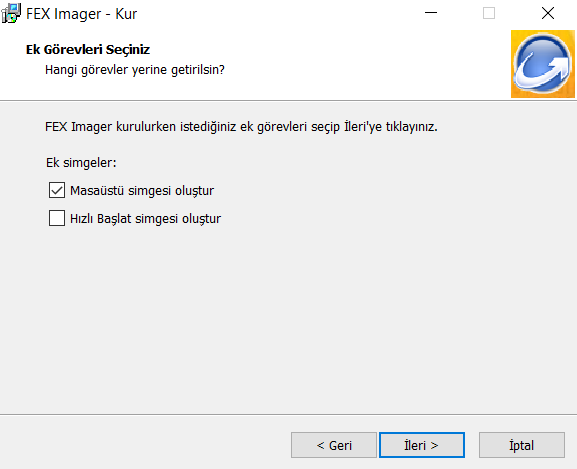 FEX Imager - Kur
Ek Görevleri Seçiniz
Hangi görevler yerine getirilsin?
FEX Imager kurulurken istediğiniz ek görevleri seçip İleri'ye tıklayınız.
Ek simgeler:
Masaüstü simgesi oluştur
Hızlı Başlat simgesi oluştur
< Geri
İleri >
İptal